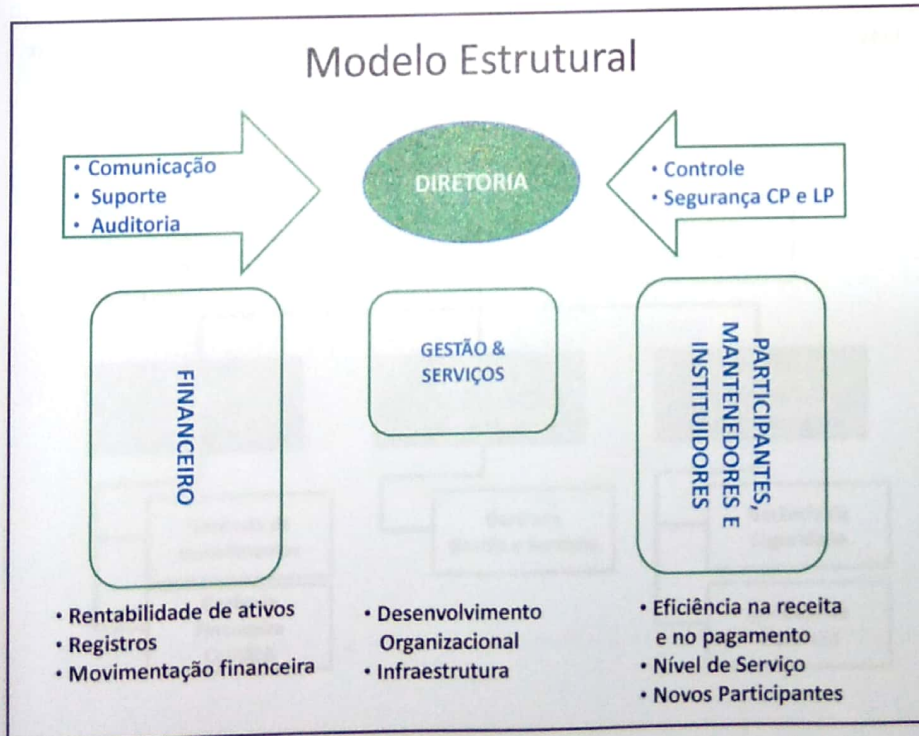 Modelo Estrutural
• Comunicação
• Suporte
• Auditoria
DIRETORIA
• Controle
• Segurança CP e LP
FINANCEIRO
GESTÃO &
SERVIÇOS
PARTICIPANTES,
MANTENEDORES E
INSTITUIDORES
• Rentabilidade de ativos
• Registros
• Movimentação financeira
• Desenvolvimento
Organizacional
• Infraestrutura
• Eficiência na receita
e no pagamento
• Nível de Serviço
• Novos Participantes